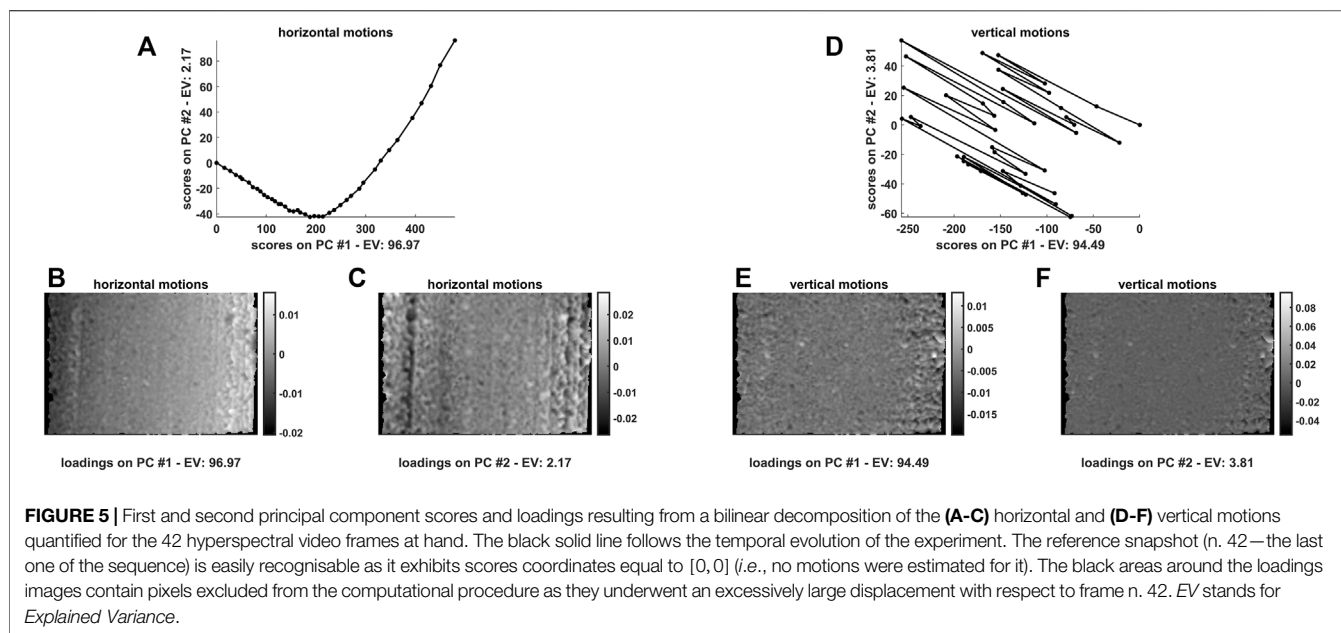 A
horizontal motions
scores on PC #2 - EV: 2.17
80
60
40
20
0
-20
-40
0 100 200 300 400
scores on PC #1 - EV: 96.97
D
vertical motions
scores on PC #2 - EV: 3.81
40
20
0
-20
-40
-60
-250 -200 -150 -100 -50 0
scores on PC #1 - EV: 94.49
B
horizontal motions
0.01
0
-0.01
-0.02
loadings on PC #1 - EV: 96.97
C
horizontal motions
0.02
0.01
0
-0.01
-0.02
loadings on PC #2 - EV: 2.17
E
vertical motions
0.01
0.005
0
-0.005
-0.01
-0.015
loadings on PC #1 - EV: 94.49
F
vertical motions
0.08
0.06
0.04
0.02
0
-0.02
-0.04
loadings on PC #2 - EV: 3.81
FIGURE 5 | First and second principal component scores and loadings resulting from a bilinear decomposition of the (A-C) horizontal and (D-F) vertical motions
quantified for the 42 hyperspectral video frames at hand. The black solid line follows the temporal evolution of the experiment. The reference snapshot (n. 42—the last
one of the sequence) is easily recognisable as it exhibits scores coordinates equal to [0, 0] (i.e., no motions were estimated for it). The black areas around the loadings
images contain pixels excluded from the computational procedure as they underwent an excessively large displacement with respect to frame n. 42. EV stands for
Explained Variance.